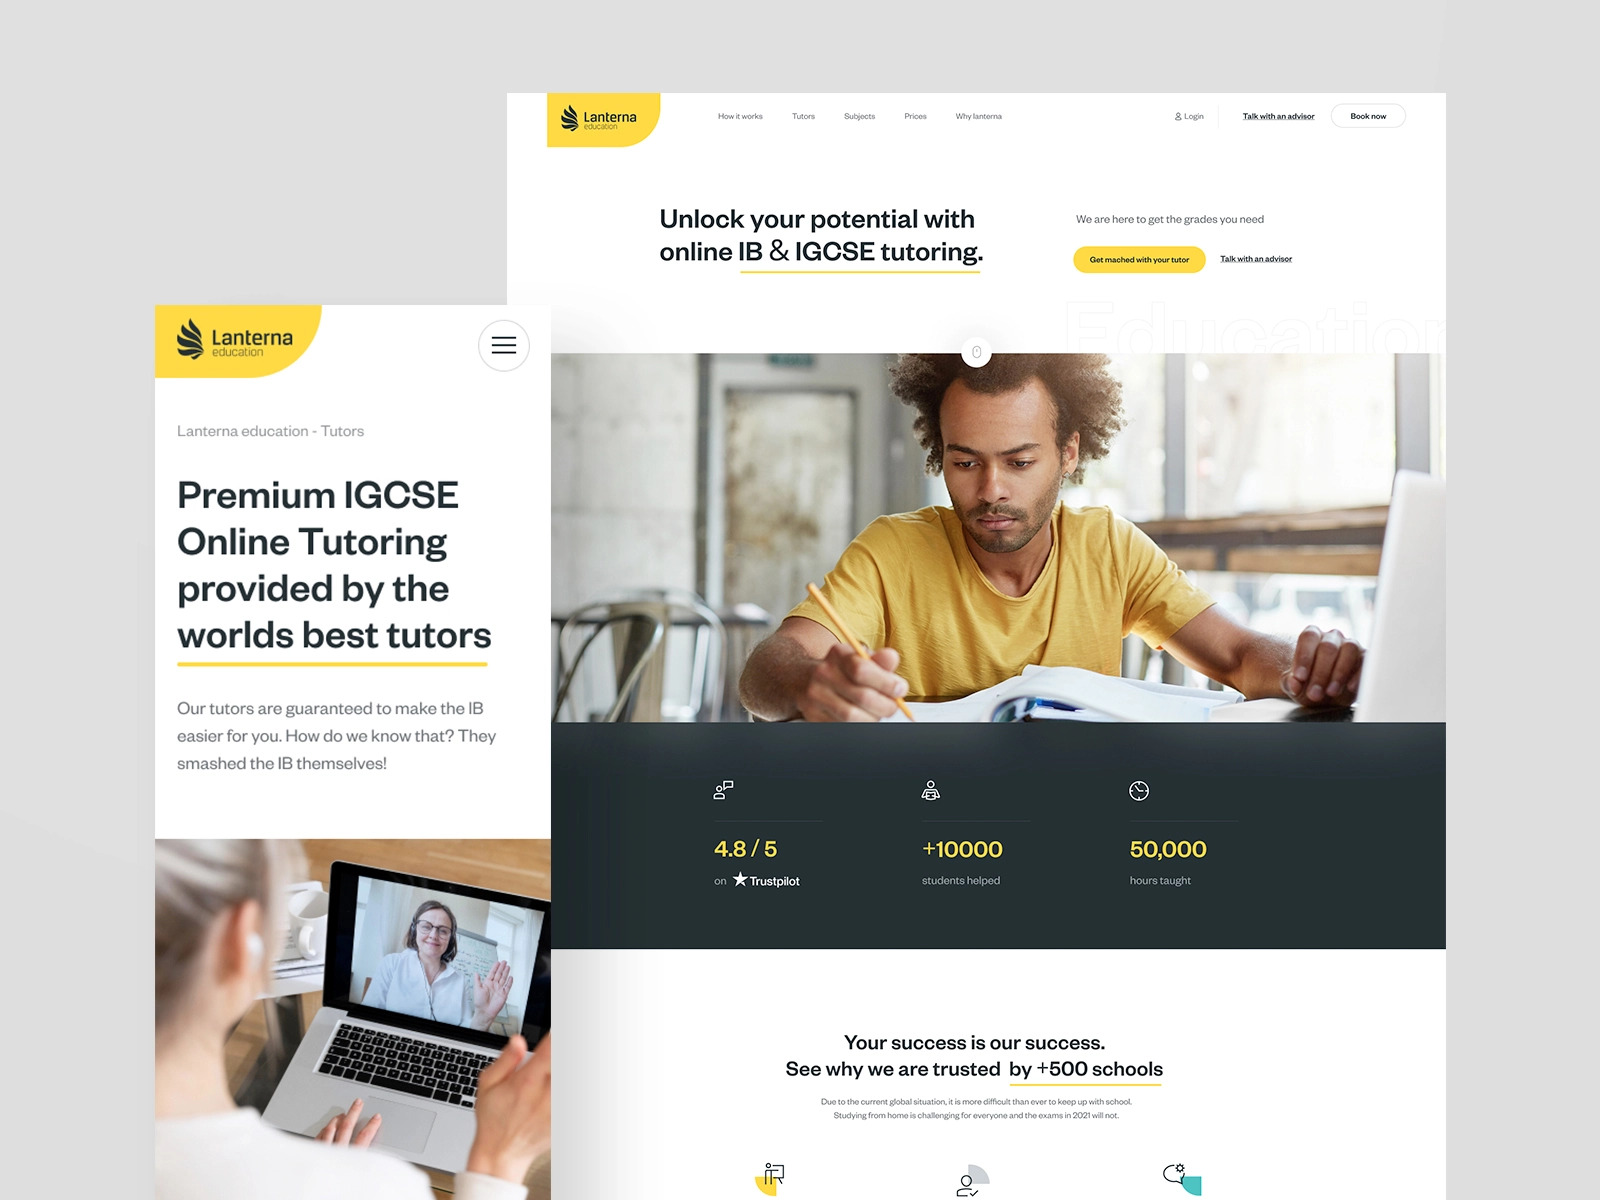 Lanterna
education
How it works
Tutors
Subjects
Prices
Why lanterna
Login
Talk with an advisor
Book now
Unlock your potential with
online IB & IGCSE tutoring.
We are here to get the grades you need
Get mached with your tutor
Talk with an advisor
Education
4.8 / 5
on Trustpilot
+10000
students helped
50,000
hours taught
Your success is our success.
See why we are trusted by +500 schools
Due to the current global situation, it is more difficult than ever to keep up with school.
Studying from home is challenging for everyone and the exams in 2021 will not.
Lanterna
education
Lanterna education - Tutors
Premium IGCSE
Online Tutoring
provided by the
worlds best tutors
Our tutors are guaranteed to make the IB
easier for you. How do we know that? They
smashed the IB themselves!